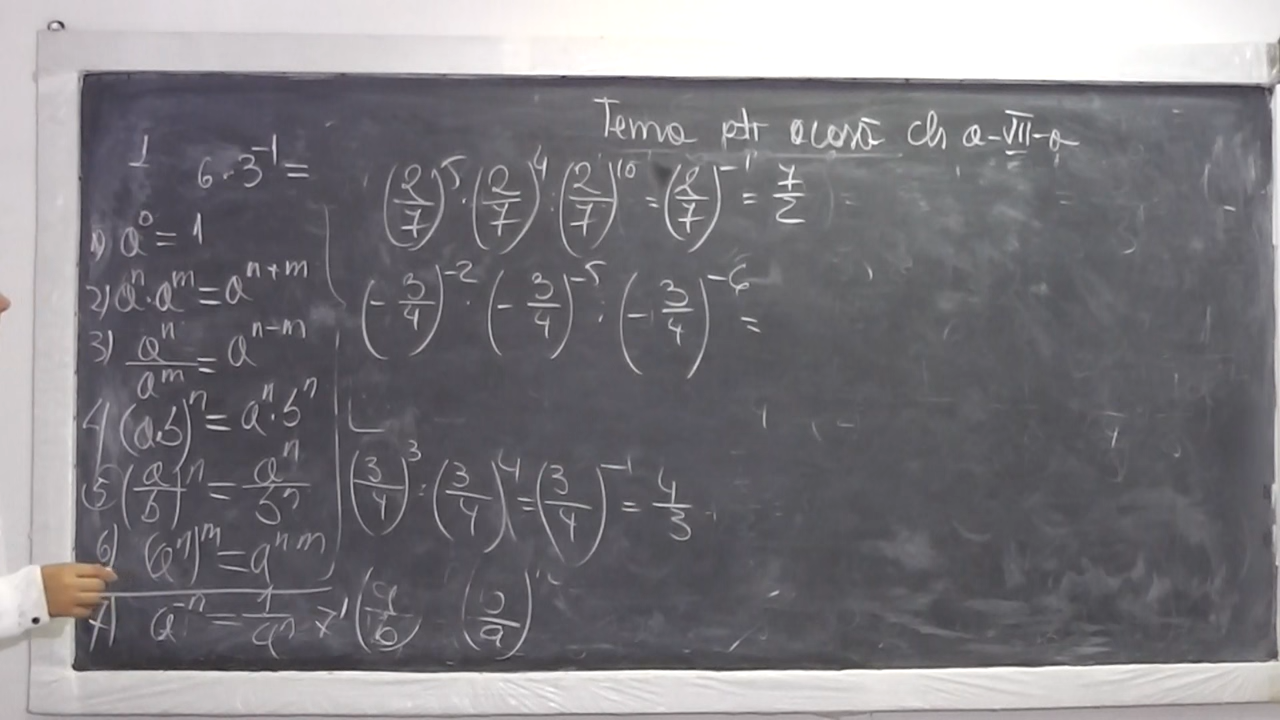 Tema ptr acasă cls a-VII-a
1
6·3⁻¹ =
(2/7)⁵·(2/7)⁴:(2/7)¹⁰ = (2/7)⁻¹ = 7/2
1) a⁰ = 1
2) aⁿ·aᵐ = aⁿ⁺ᵐ
(-3/4)⁻²·(-3/4)⁻⁵:(-3/4)⁻⁶ =
3) aⁿ/aᵐ = aⁿ⁻ᵐ
4) (a·b)ⁿ = aⁿ·bⁿ
5) (a/b)ⁿ = aⁿ/bⁿ
(3/4)³:(3/4)⁴ = (3/4)⁻¹ = 4/3
6) (aⁿ)ᵐ = aⁿᵐ
7) a⁻ⁿ = 1/aⁿ
7' (a/b) (b/a)